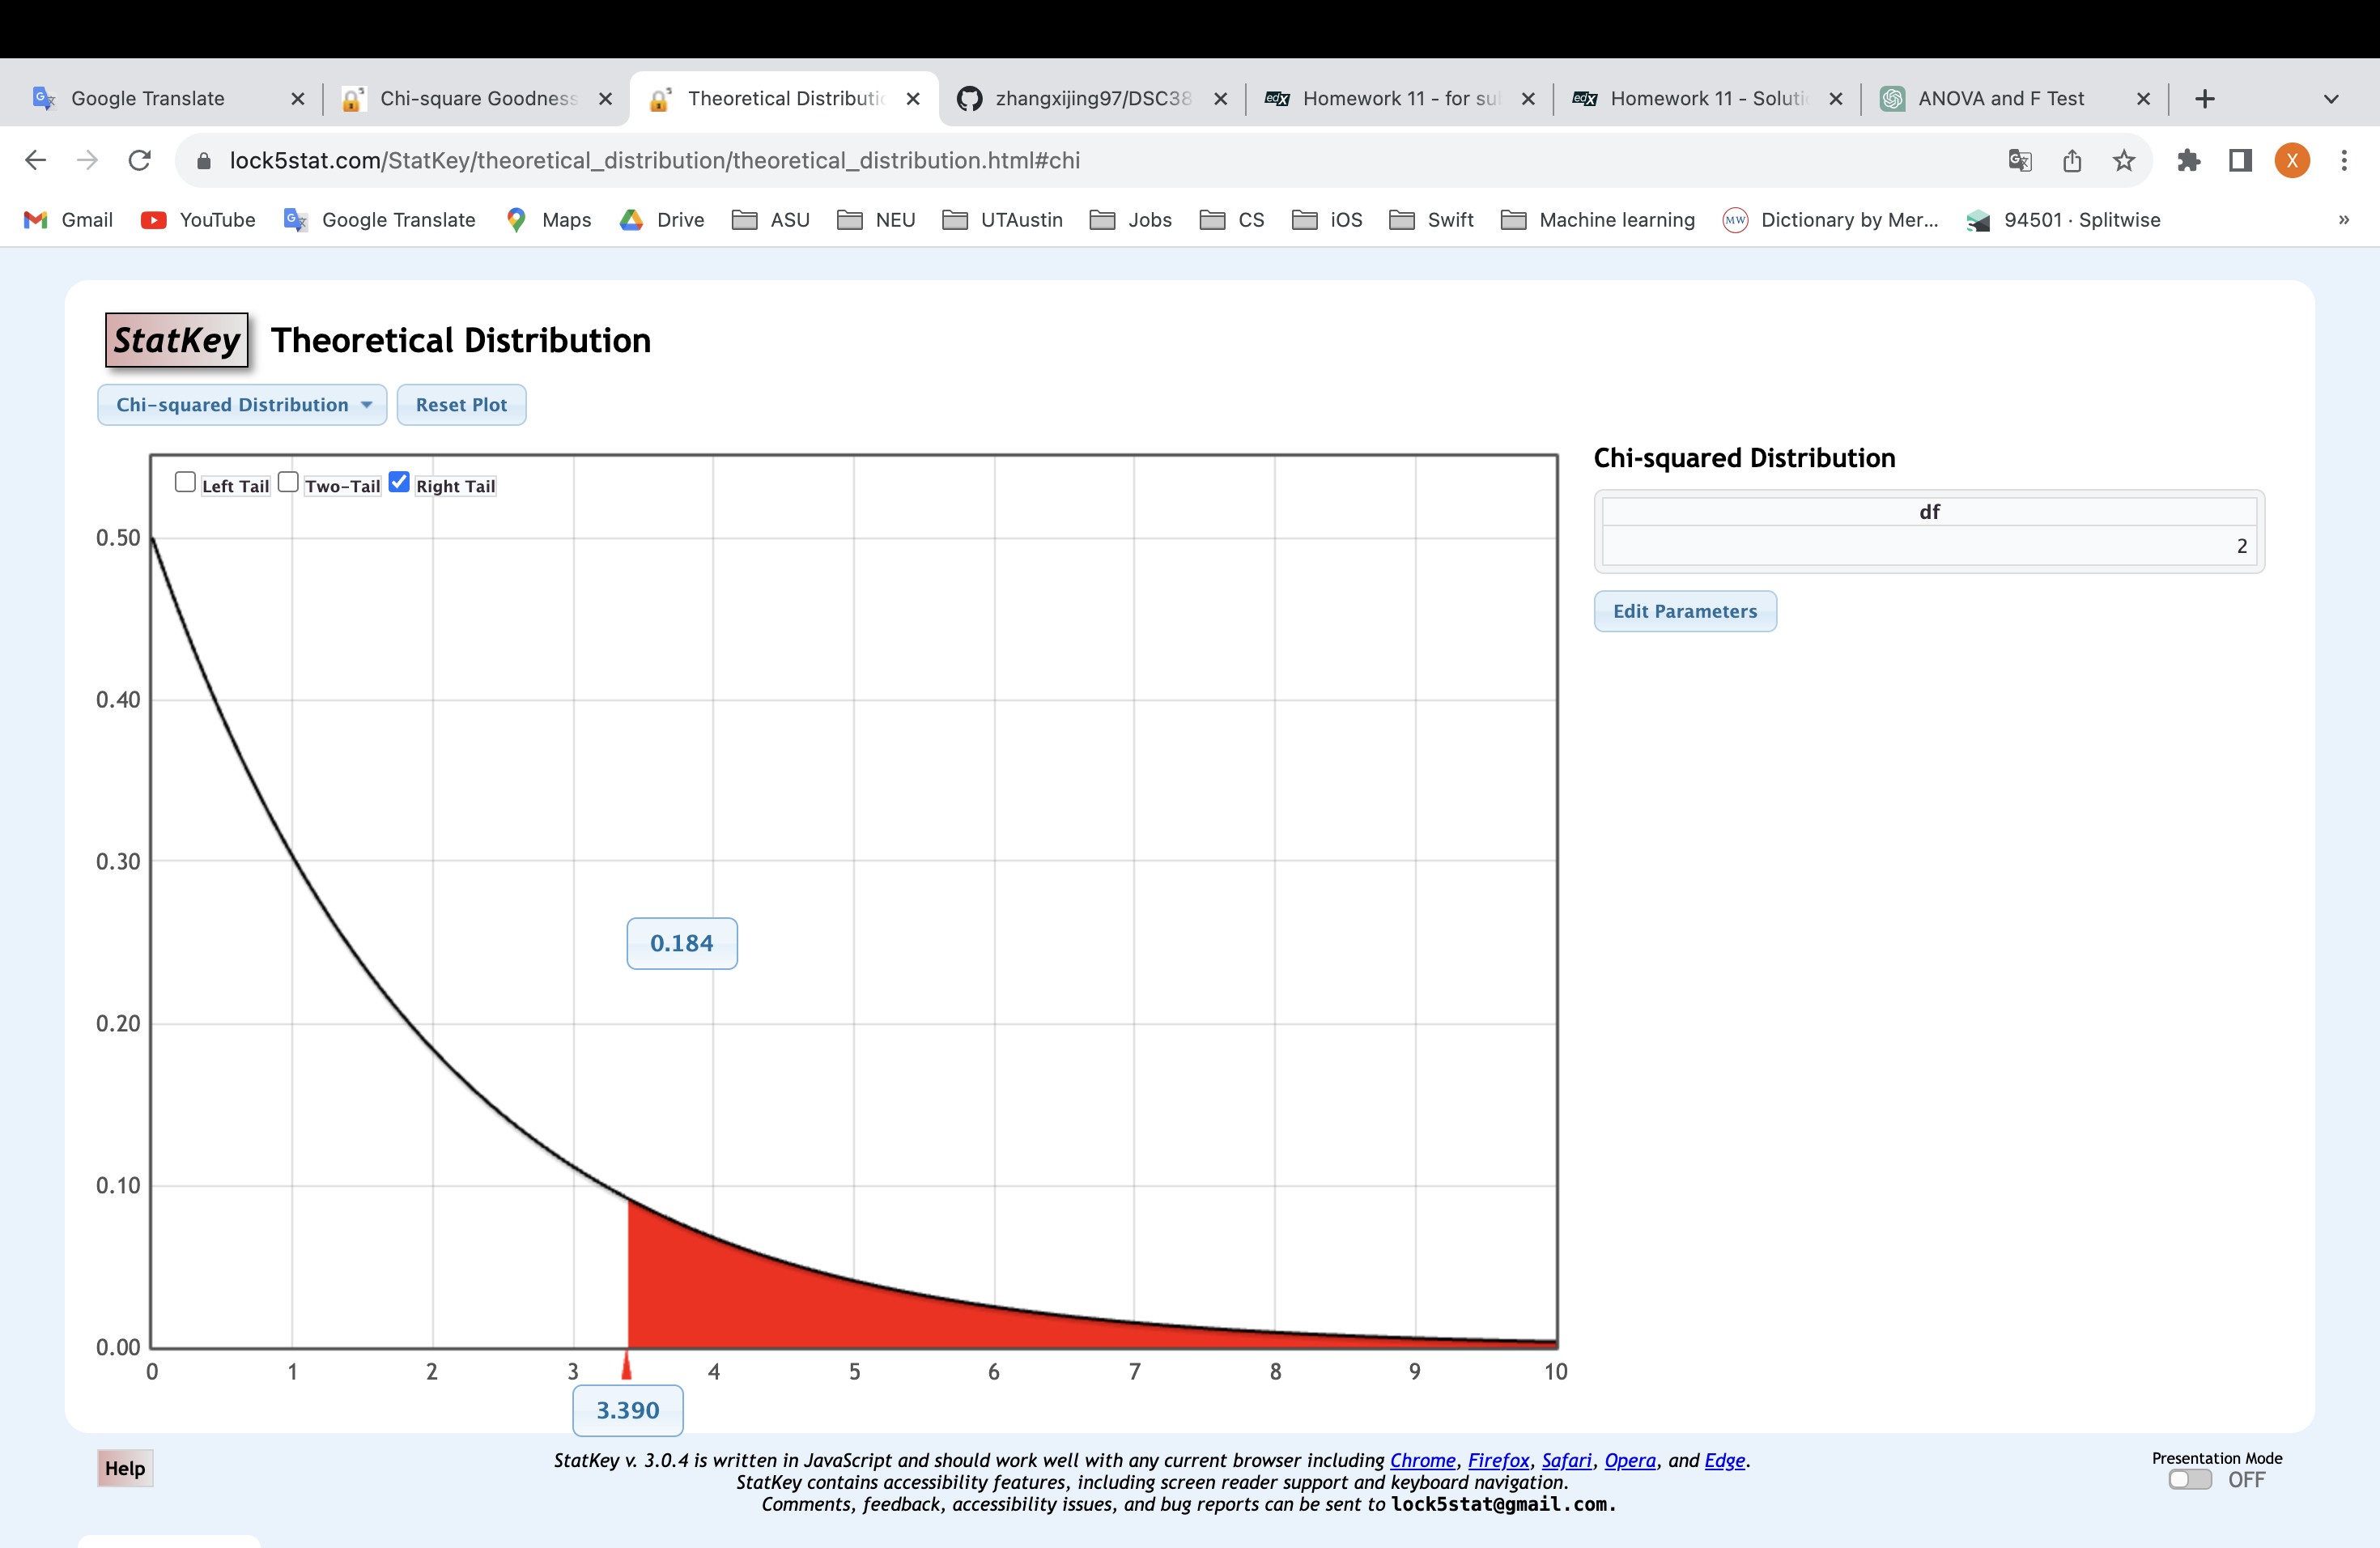 Google Translate
Chi-square Goodness
Theoretical Distributi
zhangxijing97/DSC38
Homework 11 - for su
Homework 11 - Soluti
ANOVA and F Test
lock5stat.com/StatKey/theoretical_distribution/theoretical_distribution.html#chi
X
Gmail
YouTube
Google Translate
Maps
Drive
ASU
NEU
UTAustin
Jobs
CS
iOS
Swift
Machine learning
Dictionary by Mer...
94501 · Splitwise
»
StatKey Theoretical Distribution
Chi-squared Distribution
Reset Plot
Left Tail Two-Tail Right Tail
0.50
0.40
0.30
0.20
0.10
0.00
0.184
0 1 2 3 4 5 6 7 8 9 10
3.390
Chi-squared Distribution
df
2
Edit Parameters
Help
StatKey v. 3.0.4 is written in JavaScript and should work well with any current browser including Chrome, Firefox, Safari, Opera, and Edge.
StatKey contains accessibility features, including screen reader support and keyboard navigation.
Comments, feedback, accessibility issues, and bug reports can be sent to lock5stat@gmail.com.
Presentation Mode
OFF